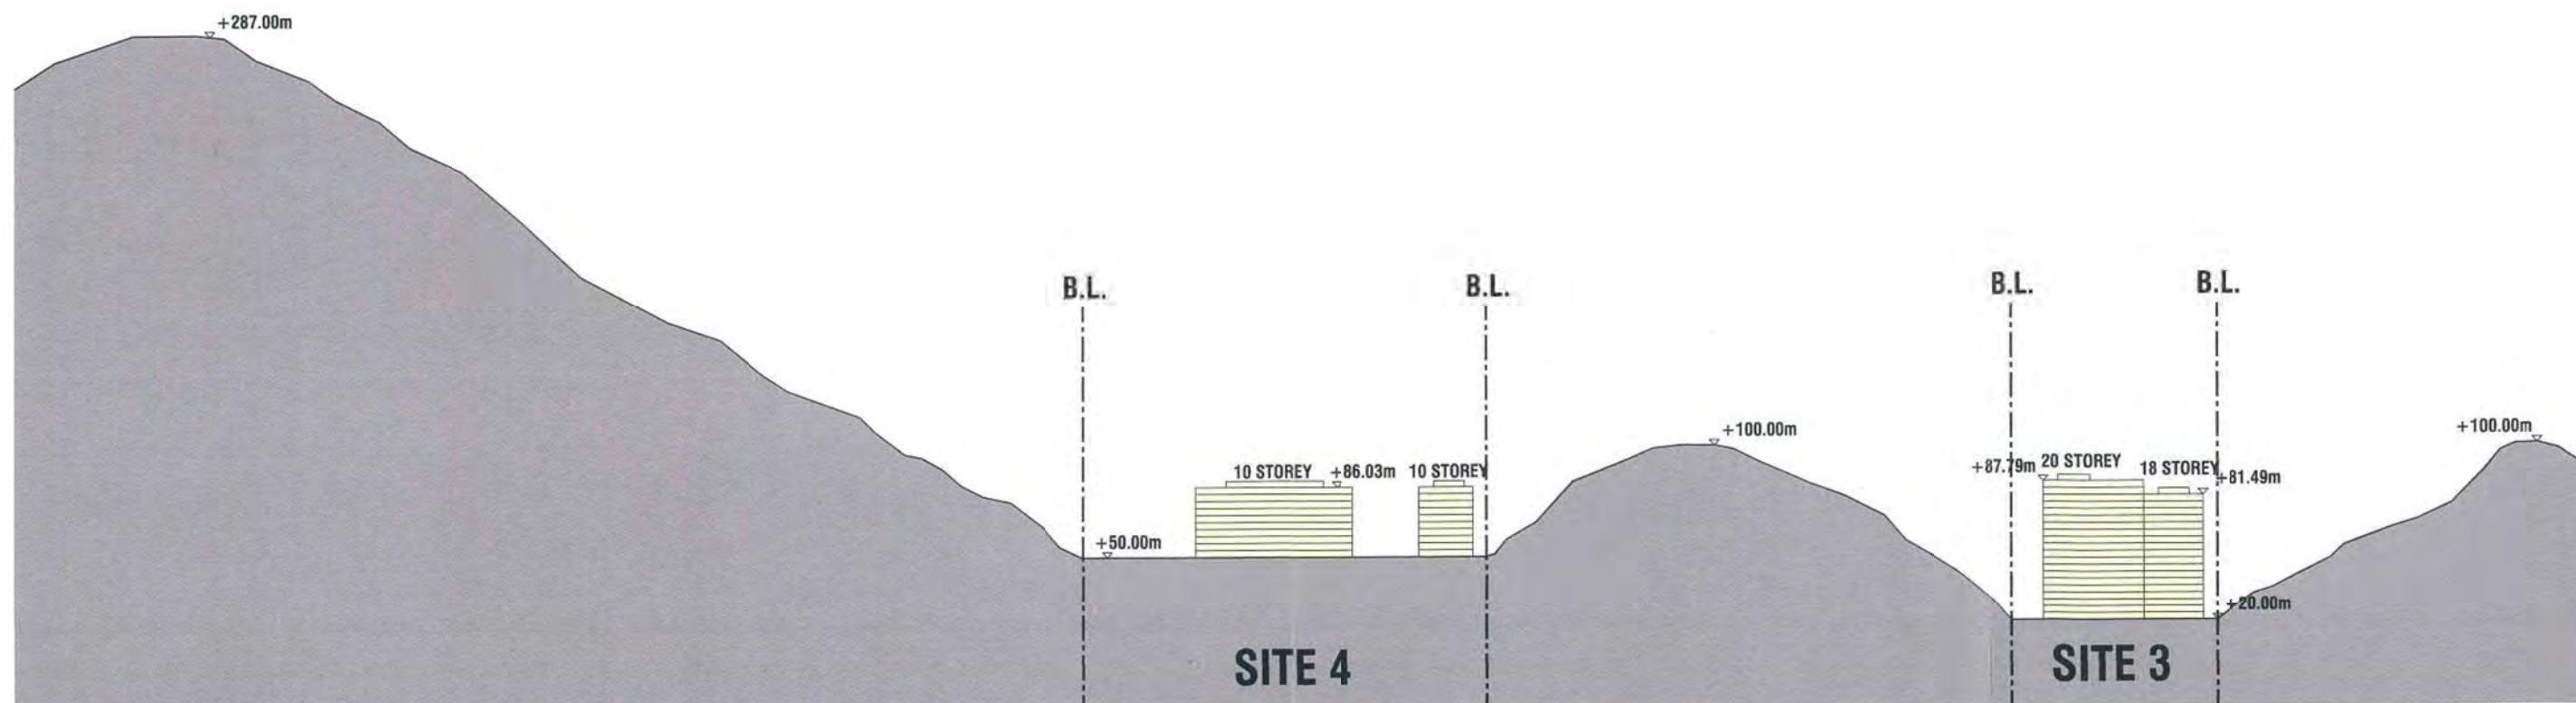 +287.00m
B.L.
B.L.
B.L.
B.L.
+100.00m
+100.00m
10 STOREY
+86.03m
10 STOREY
+87.79m
20 STOREY
18 STOREY
+81.49m
+50.00m
+20.00m
SITE 4
SITE 3